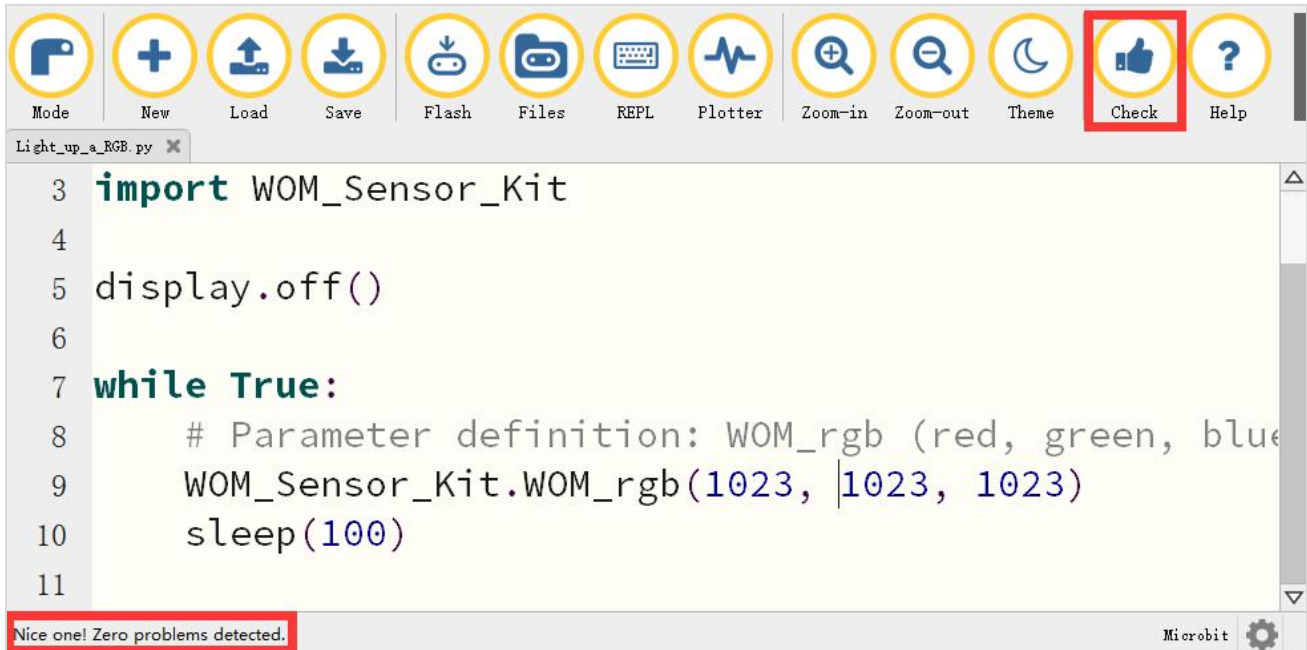 Mode New Load Save Flash Files REPL Plotter Zoom-in Zoom-out Theme Check Help
Light_up_a_RGB.py
3 import WOM_Sensor_Kit
4
5 display.off()
6
7 while True:
8 # Parameter definition: WOM_rgb (red, green, blue
9 WOM_Sensor_Kit.WOM_rgb(1023, 1023, 1023)
10 sleep(100)
11
Nice one! Zero problems detected. Microbit